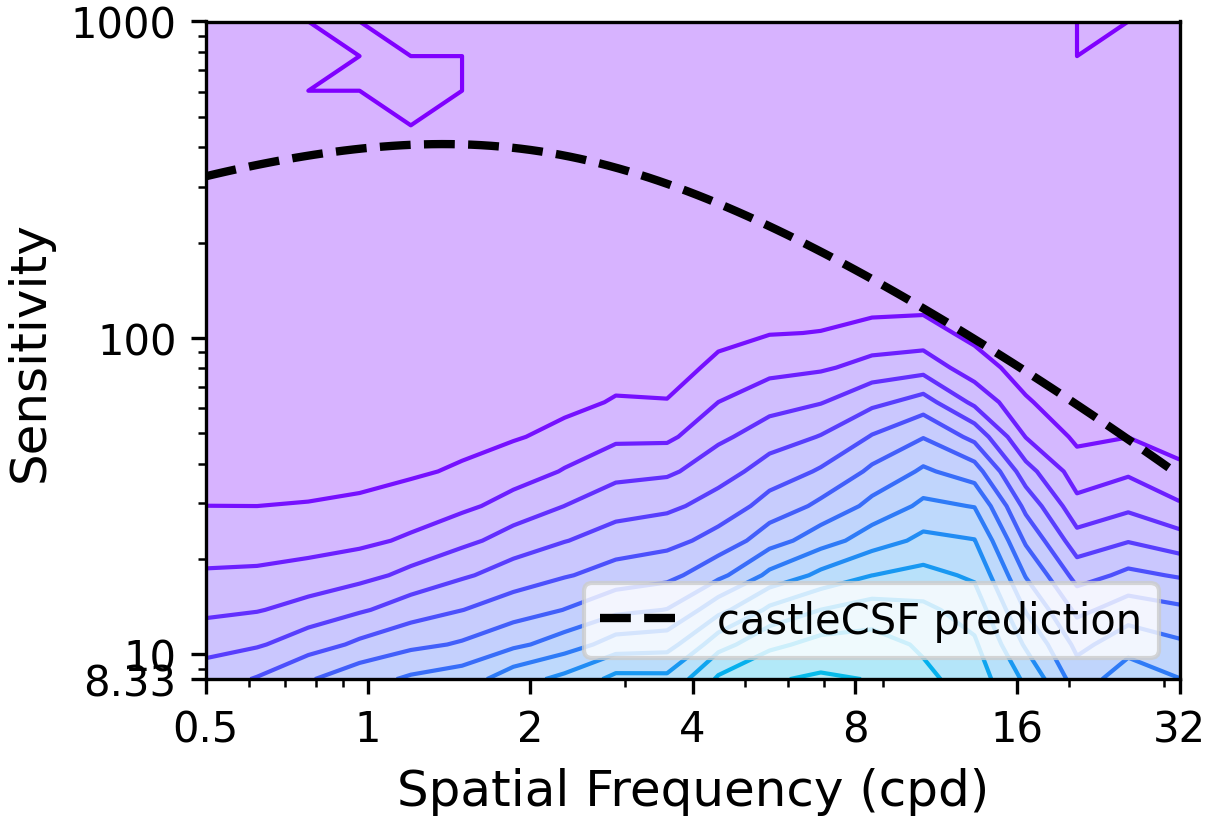 1000
100
10
8.33
Sensitivity
castleCSF prediction
0.5 1 2 4 8 16 32
Spatial Frequency (cpd)